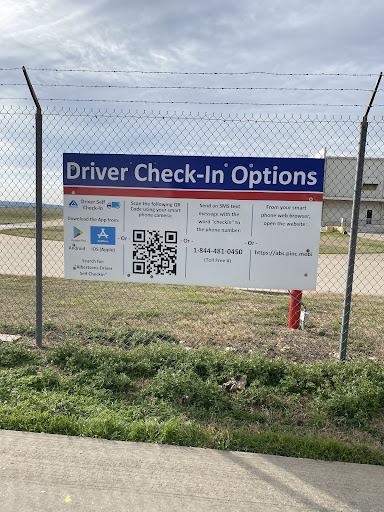 Driver Check-In Options
Driver Self
Check-in
Download the App from:
Android
iOS (Apple)
Search for:
"Albertsons Driver
Self Checkin"
- Or -
Scan the following QR
Code using your smart
phone camera:
- Or -
Send an SMS text
message with the
word "checkin" to
the phone number:
1-844-481-0450
(Toll Free #)
- Or -
From your smart
phone web browser,
open the website:
https://abs.pinc.mobi